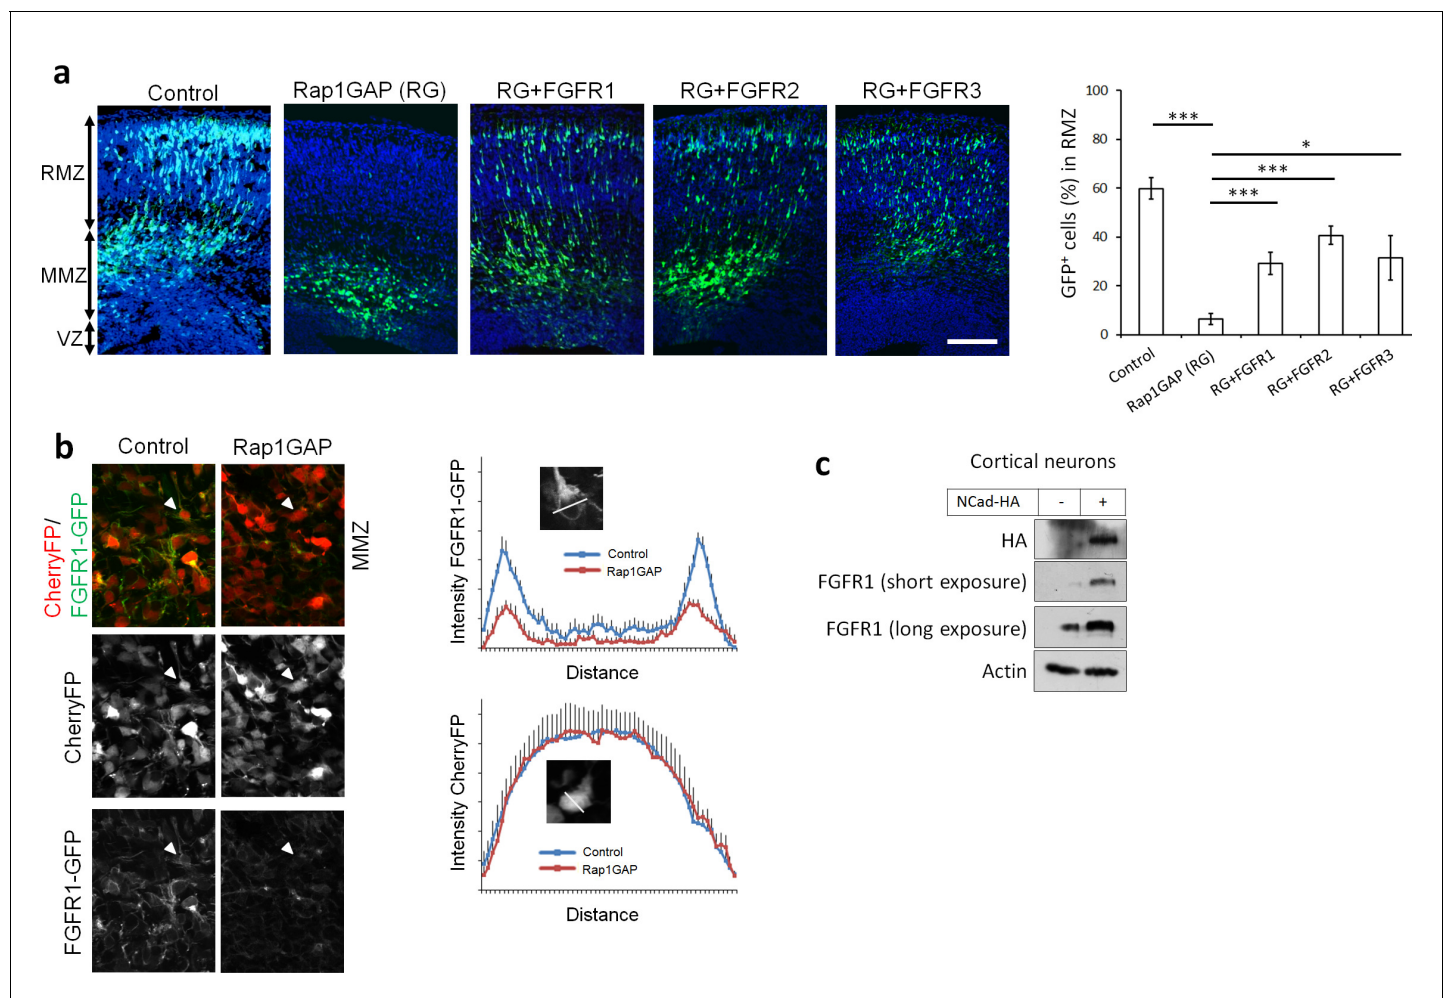 a
Control
Rap1GAP (RG)
RG+FGFR1
RG+FGFR2
RG+FGFR3
RMZ
MMZ
VZ
GFP+ cells (%) in RMZ
100
80
60
40
20
0
***
*
***
***
Control
Rap1GAP (RG)
RG+FGFR1
RG+FGFR2
RG+FGFR3
b
Control
Rap1GAP
CherryFP/
FGFR1-GFP
MMZ
CherryFP
FGFR1-GFP
Intensity FGFR1-GFP
Control
Rap1GAP
Distance
Intensity CherryFP
Control
Rap1GAP
Distance
c
Cortical neurons
NCad-HA - +
HA
FGFR1 (short exposure)
FGFR1 (long exposure)
Actin